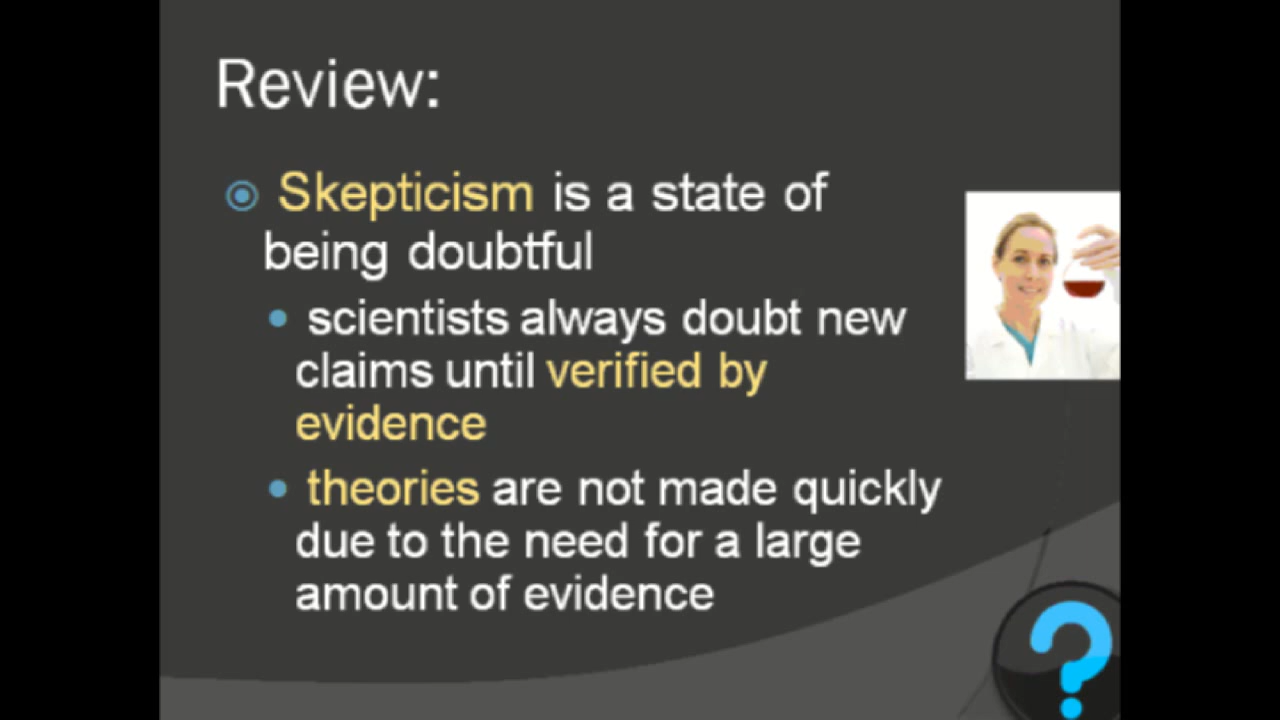 Review:
Skepticism is a state of
being doubtful
scientists always doubt new
claims until verified by
evidence
theories are not made quickly
due to the need for a large
amount of evidence
?